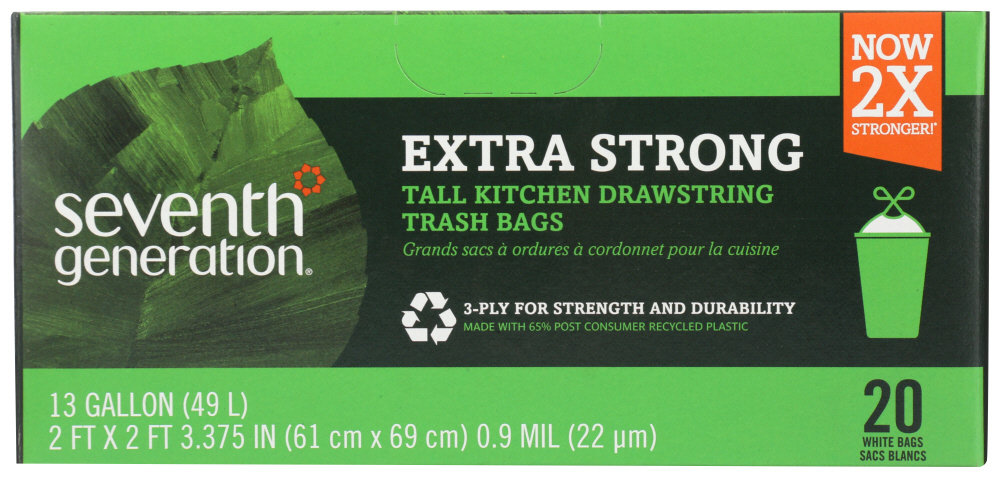 NOW
2X
STRONGER!*
EXTRA STRONG
TALL KITCHEN DRAWSTRING
TRASH BAGS
Grands sacs à ordures à cordonnet pour la cuisine
seventh
generation®
3-PLY FOR STRENGTH AND DURABILITY
MADE WITH 65% POST CONSUMER RECYCLED PLASTIC
13 GALLON (49 L)
2 FT X 2 FT 3.375 IN (61 cm x 69 cm) 0.9 MIL (22 µm)
20
WHITE BAGS
SACS BLANCS